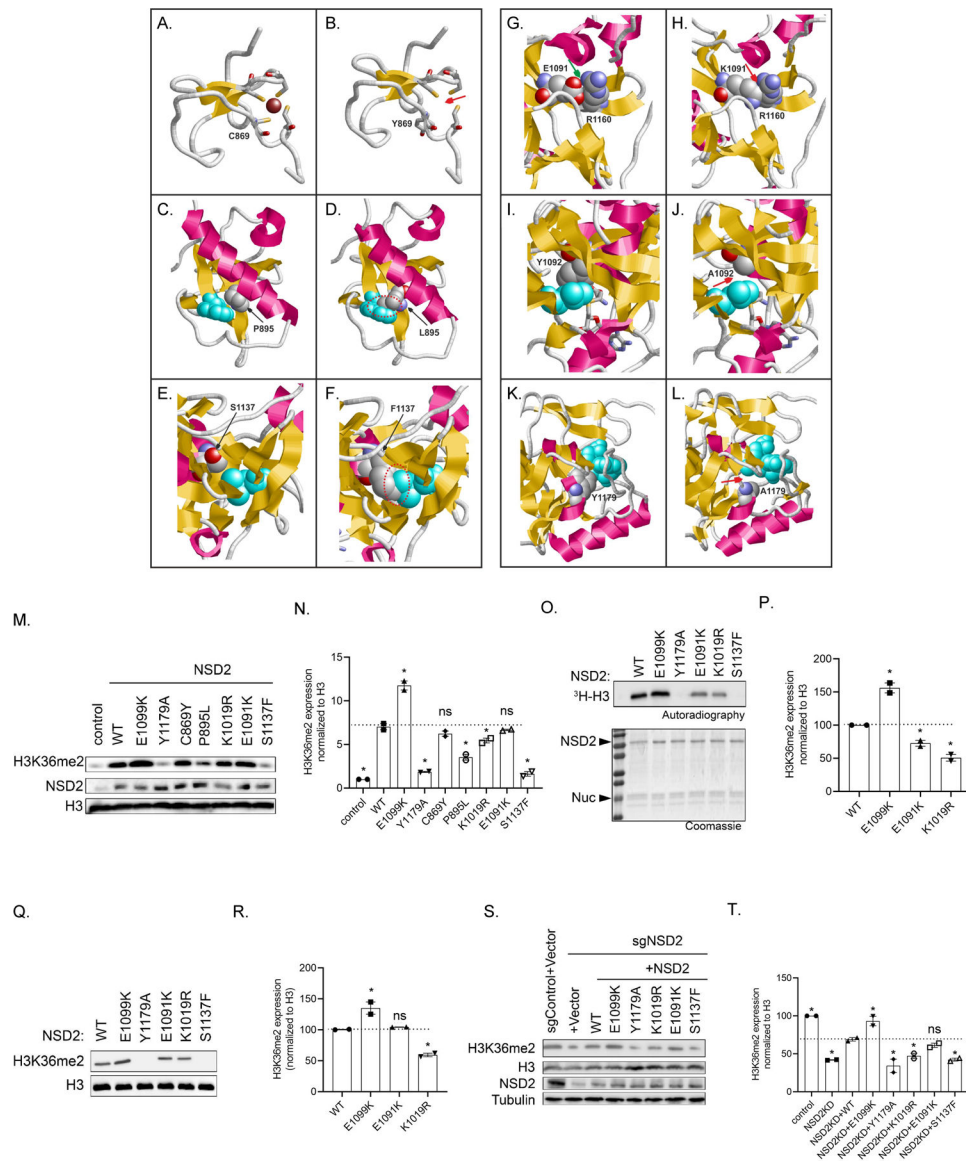 A.
B.
C869
Y869
C.
D.
P895
L895
E.
F.
S1137
F1137
G.
H.
E1091
R1160
K1091
R1160
I.
J.
Y1092
A1092
K.
L.
Y1179
A1179
M.
NSD2
control
WT
E1099K
Y1179A
C869Y
P895L
K1019R
E1091K
S1137F
H3K36me2
NSD2
H3
N.
H3K36me2 expression
normalized to H3
15
10
5
0
control
WT
E1099K
Y1179A
C869Y
P895L
K1019R
E1091K
S1137F
*
*
*
ns
*
*
ns
*
O.
NSD2:
WT
E1099K
Y1179A
E1091K
K1019R
S1137F
³H-H3
Autoradiography
NSD2
Nuc
Coomassie
P.
H3K36me2 expression
normalized to H3
200
150
100
50
0
WT
E1099K
E1091K
K1019R
*
*
*
Q.
NSD2:
WT
E1099K
Y1179A
E1091K
K1019R
S1137F
H3K36me2
H3
R.
H3K36me2 expression
(normalized to H3)
200
150
100
50
0
WT
E1099K
E1091K
K1019R
*
ns
*
S.
sgNSD2
+NSD2
sgControl+Vector
+Vector
WT
E1099K
Y1179A
K1019R
E1091K
S1137F
H3K36me2
H3
NSD2
Tubulin
T.
H3K36me2 expression
normalized to H3
150
100
50
0
control
NSD2KD
NSD2KD+WT
NSD2KD+E1099K
NSD2KD+Y1179A
NSD2KD+K1019R
NSD2KD+E1091K
NSD2KD+S1137F
*
*
*
*
*
ns
*